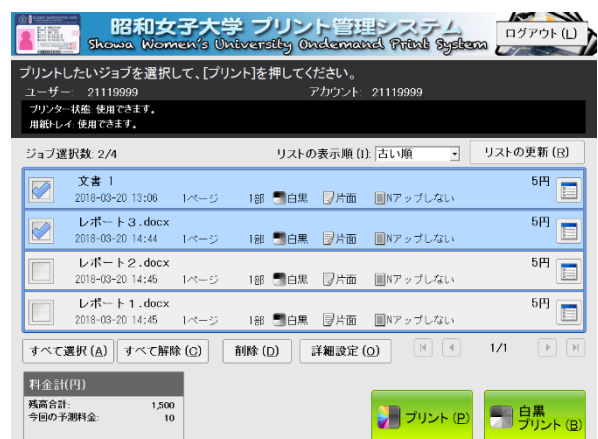 昭和女子大学 プリント管理システム
Showa Women's University Ondemand Print System
ログアウト(L)
プリントしたいジョブを選択して、[プリント]を押してください。
ユーザー: 21119999 アカウント: 21119999
プリンター状態: 使用できます。
用紙トレイ: 使用できます。
ジョブ選択数: 2/4 リストの表示順(I): 古い順 リストの更新(R)
文書 1 5円
2018-03-20 13:06 1ページ 1部 白黒 片面 Nアップしない
レポート3.docx 5円
2018-03-20 14:44 1ページ 1部 白黒 片面 Nアップしない
レポート2.docx 5円
2018-03-20 14:45 1ページ 1部 白黒 片面 Nアップしない
レポート1.docx 5円
2018-03-20 14:45 1ページ 1部 白黒 片面 Nアップしない
すべて選択(A) すべて解除(C) 削除(D) 詳細設定(O) 1/1
料金計(円)
残高合計: 1,500
今回の予測料金: 10
プリント(P)
白黒
プリント(B)